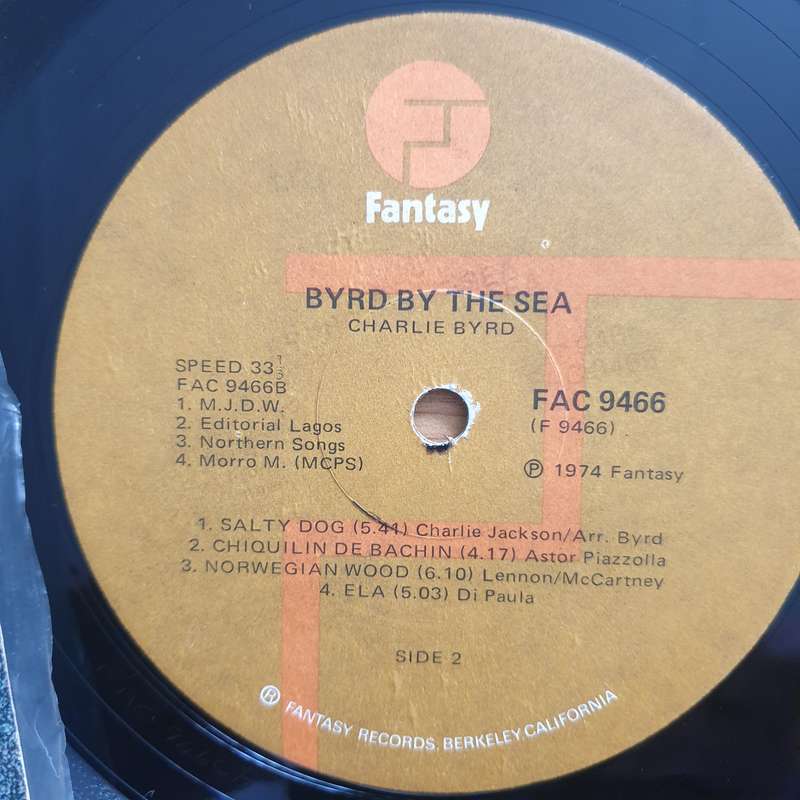 Fantasy
BYRD BY THE SEA
CHARLIE BYRD
SPEED 33⅓
FAC 9466B
1. M.J.D.W.
2. Editorial Lagos
3. Northern Songs
4. Morro M. (MCPS)
FAC 9466
(F 9466)
℗ 1974 Fantasy
1. SALTY DOG (5.41) Charlie Jackson/Arr. Byrd
2. CHIQUILIN DE BACHIN (4.17) Astor Piazzolla
3. NORWEGIAN WOOD (6.10) Lennon/McCartney
4. ELA (5.03) Di Paula
SIDE 2
® FANTASY RECORDS, BERKELEY, CALIFORNIA